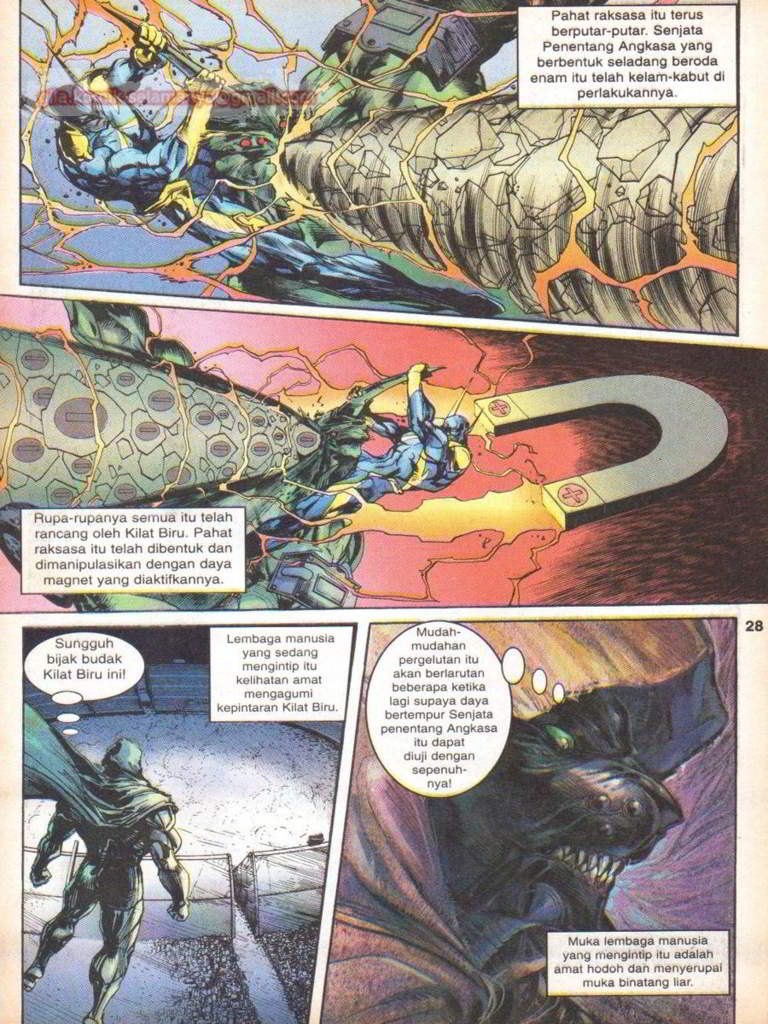 Pahat raksasa itu terus
berputar-putar. Senjata
Penentang Angkasa yang
berbentuk seladang beroda
enam itu telah kelam-kabut di
perlakukannya.
Rupa-rupanya semua itu telah
rancang oleh Kilat Biru. Pahat
raksasa itu telah dibentuk dan
dimanipulasikan dengan daya
magnet yang diaktifkannya.
28
Sungguh
bijak budak
Kilat Biru ini!
Lembaga manusia
yang sedang
mengintip itu
kelihatan amat
mengagumi
kepintaran Kilat Biru.
Mudah-
mudahan
pergelutan itu
akan berlarutan
beberapa ketika
lagi supaya daya
bertempur Senjata
penentang Angkasa
itu dapat
diuji dengan
sepenuh-
nya!
Muka lembaga manusia
yang mengintip itu adalah
amat hodoh dan menyerupai
muka binatang liar.